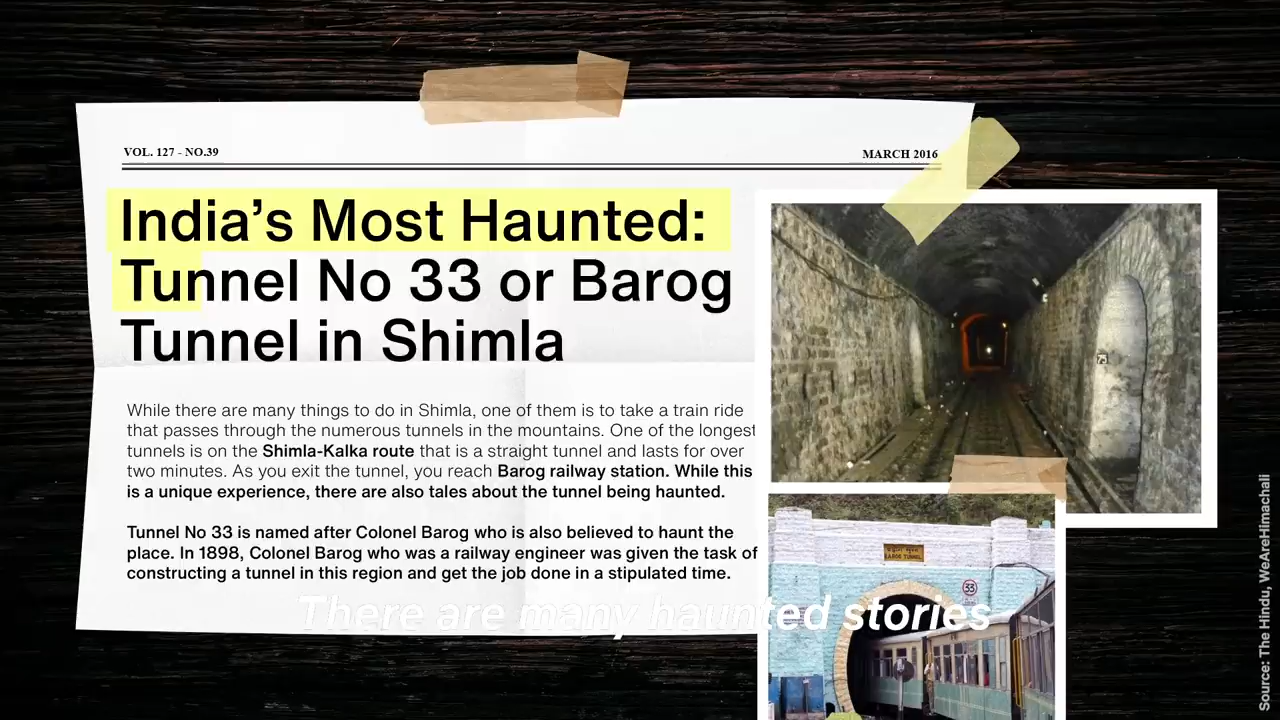 VOL. 127 - NO.39
MARCH 2016
India's Most Haunted:
Tunnel No 33 or Barog
Tunnel in Shimla
While there are many things to do in Shimla, one of them is to take a train ride
that passes through the numerous tunnels in the mountains. One of the longest
tunnels is on the Shimla-Kalka route that is a straight tunnel and lasts for over
two minutes. As you exit the tunnel, you reach Barog railway station. While this
is a unique experience, there are also tales about the tunnel being haunted.
Tunnel No 33 is named after Colonel Barog who is also believed to haunt the
place. In 1898, Colonel Barog who was a railway engineer was given the task of
constructing a tunnel in this region and get the job done in a stipulated time.
BAROG TUNNEL
33
There are many haunted stories
Source: The Hindu, WeAreHimachali